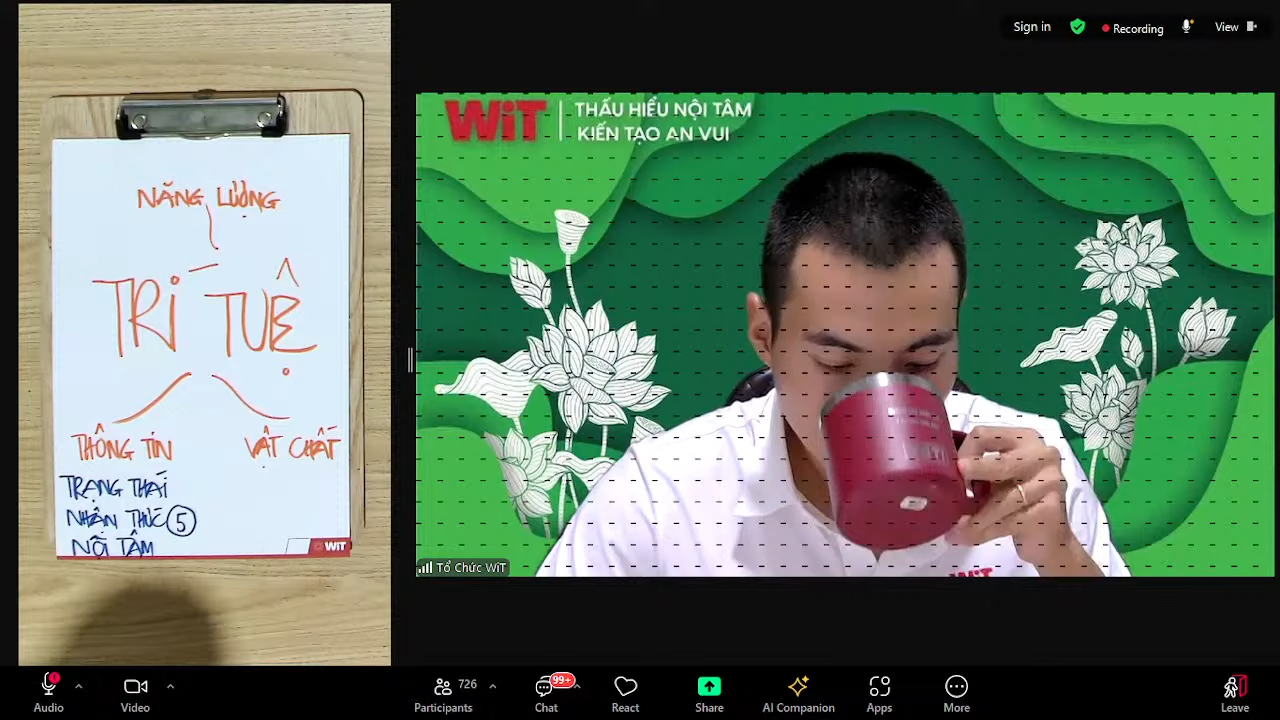 Sign in
Recording
View
NĂNG LƯỢNG
TRÍ TUỆ
THÔNG TIN
VẬT CHẤT
TRẠNG THÁI
NHẬN THỨC 5
NỘI TÂM
WiT
WiT
THẤU HIỂU NỘI TÂM
KIẾN TẠO AN VUI
WiT
Tổ Chức WiT
Audio
Video
726
Participants
99+
Chat
React
Share
AI Companion
Apps
More
Leave